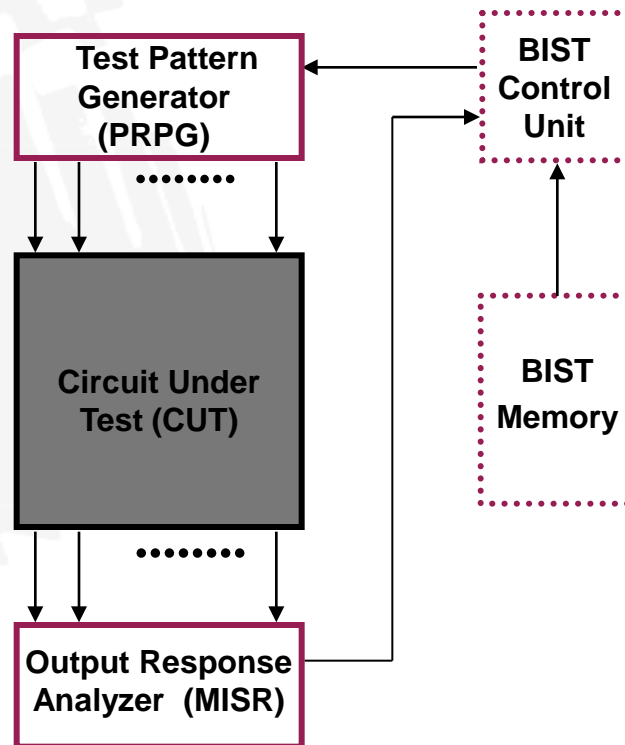 Test Pattern
Generator
(PRPG)
BIST
Control
Unit
Circuit Under
Test (CUT)
BIST
Memory
Output Response
Analyzer (MISR)